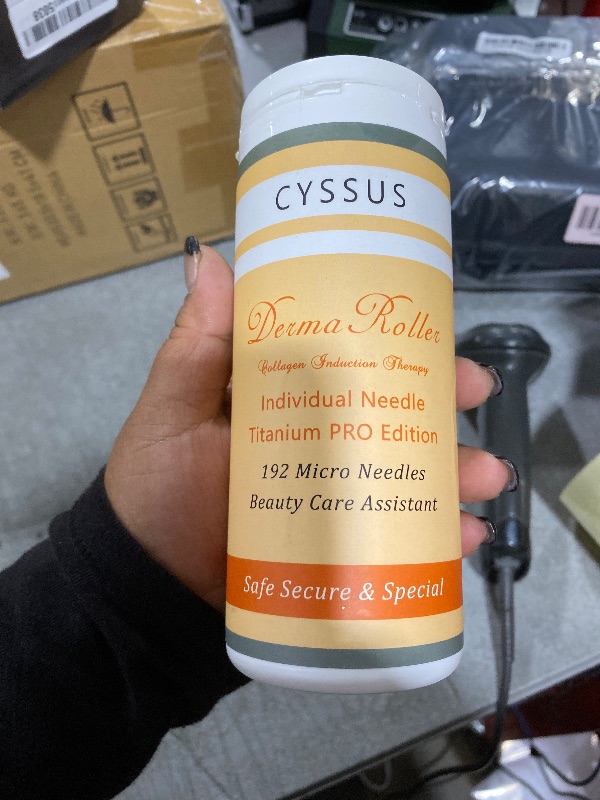 CYSSUS
Derma Roller
Collagen Induction Therapy
Individual Needle
Titanium PRO Edition
192 Micro Needles
Beauty Care Assistant
Safe Secure & Special